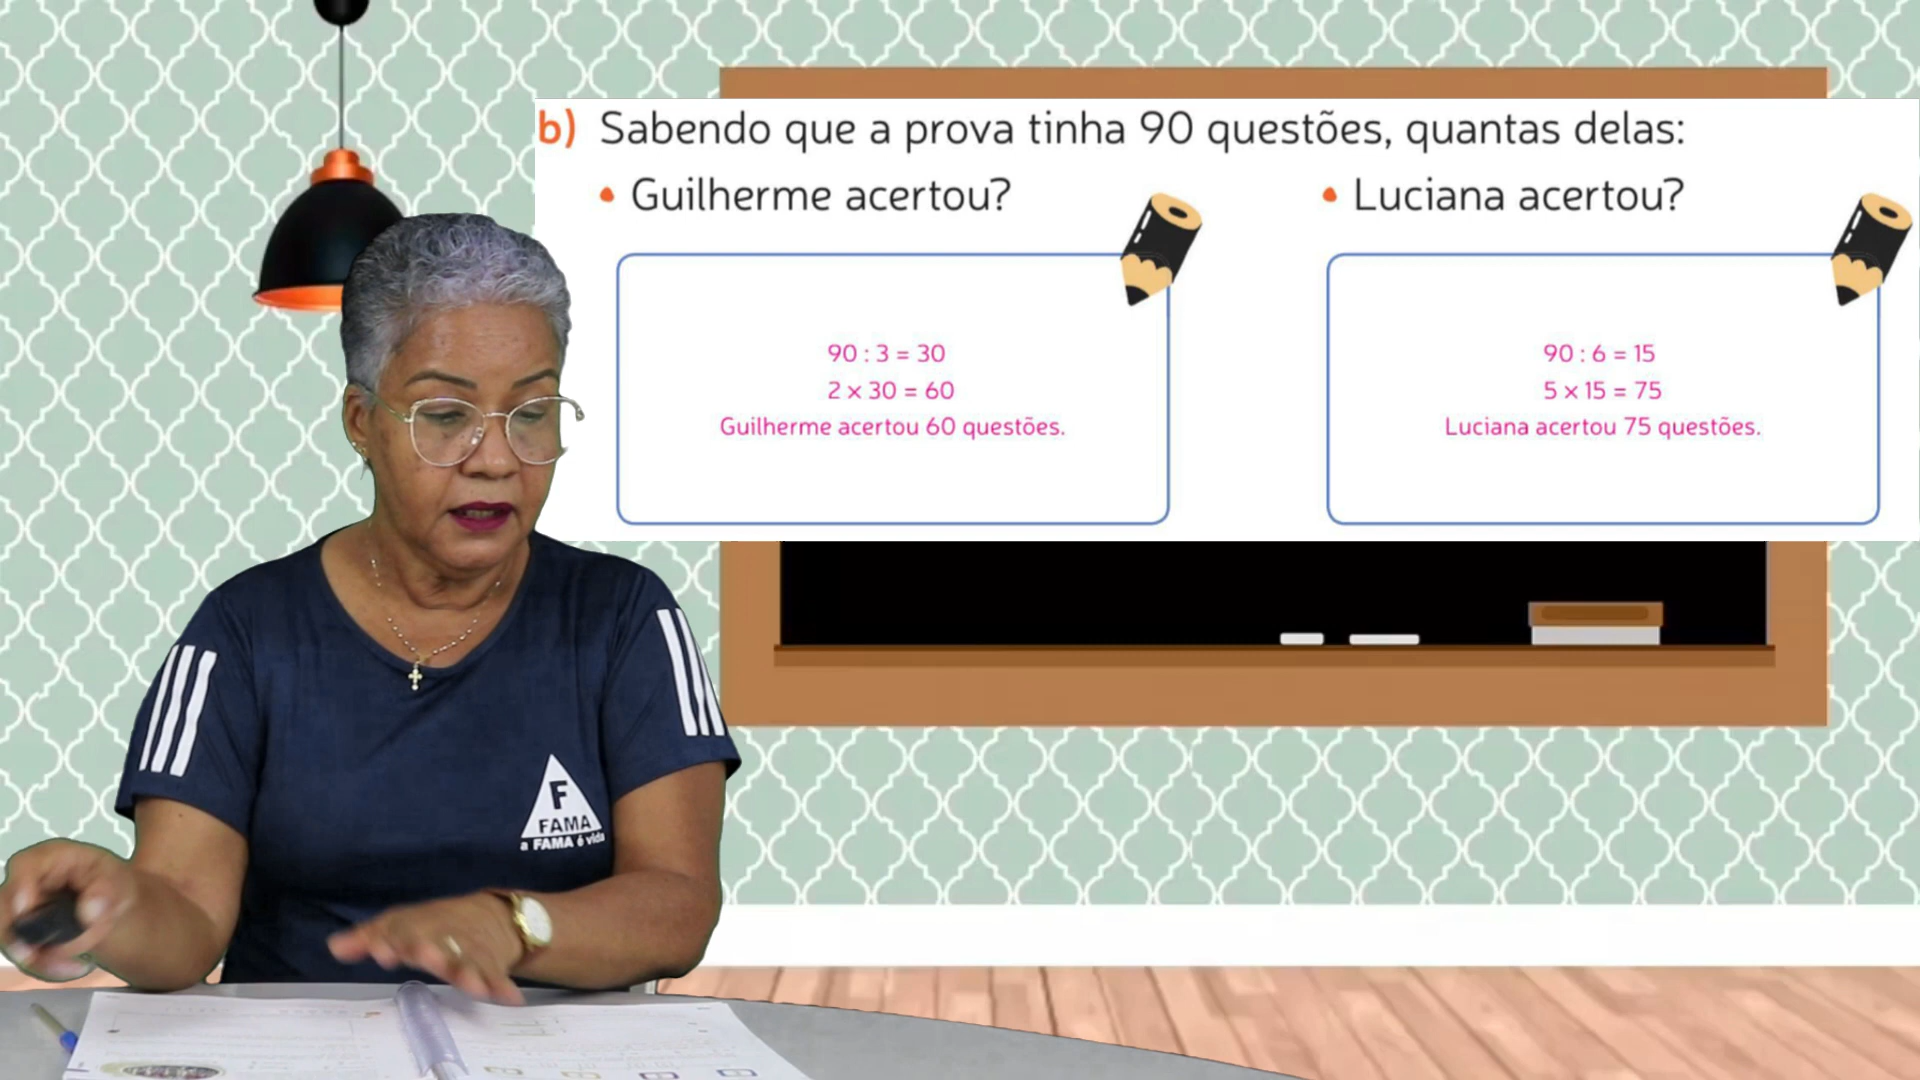 b) Sabendo que a prova tinha 90 questões, quantas delas:
• Guilherme acertou?
90 : 3 = 30
2 × 30 = 60
Guilherme acertou 60 questões.
• Luciana acertou?
90 : 6 = 15
5 × 15 = 75
Luciana acertou 75 questões.
F
FAMA
a FAMA é vida